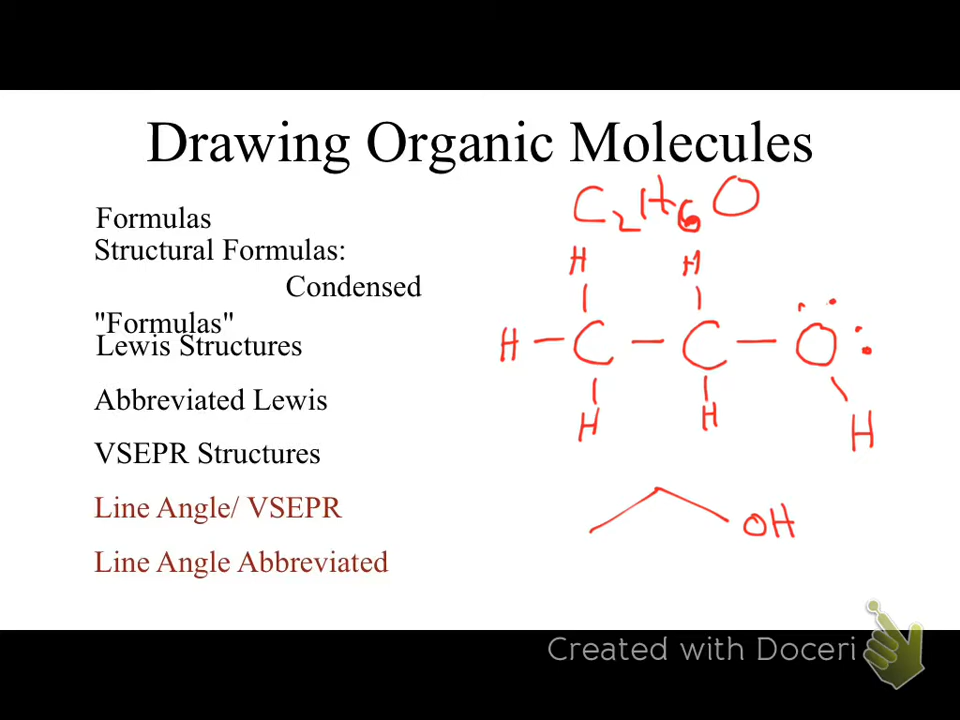 Drawing Organic Molecules
C2H6O
Formulas
Structural Formulas:
Condensed
"Formulas"
Lewis Structures
Abbreviated Lewis
VSEPR Structures
Line Angle/ VSEPR
Line Angle Abbreviated
H H
H C C O
H H H
OH
Created with Doceri